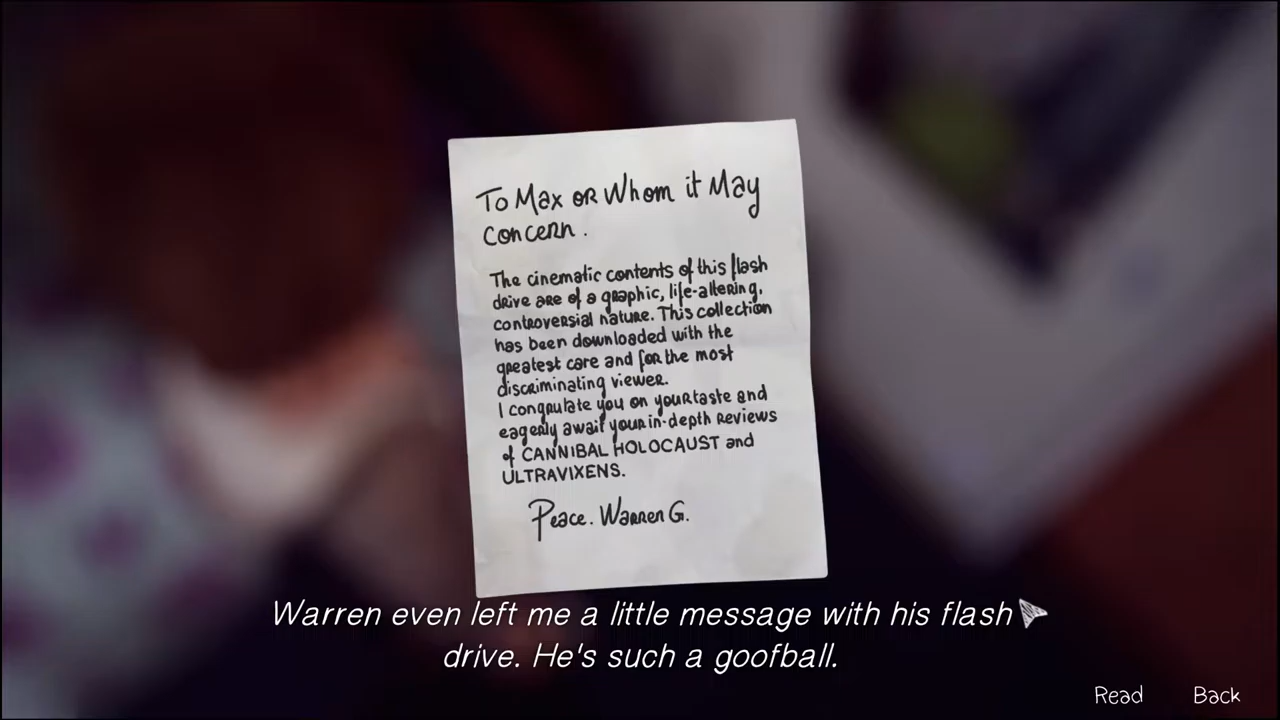 To Max or Whom it May
Concern.
The cinematic contents of this flash
drive are of a graphic, life-altering,
controversial nature. This collection
has been downloaded with the
greatest care and for the most
discriminating viewer.
I congrulate you on your taste and
eagerly await your in-depth reviews
of CANNIBAL HOLOCAUST and
ULTRAVIXENS.
Peace. Warren G.
Warren even left me a little message with his flash
drive. He's such a goofball.
Read Back